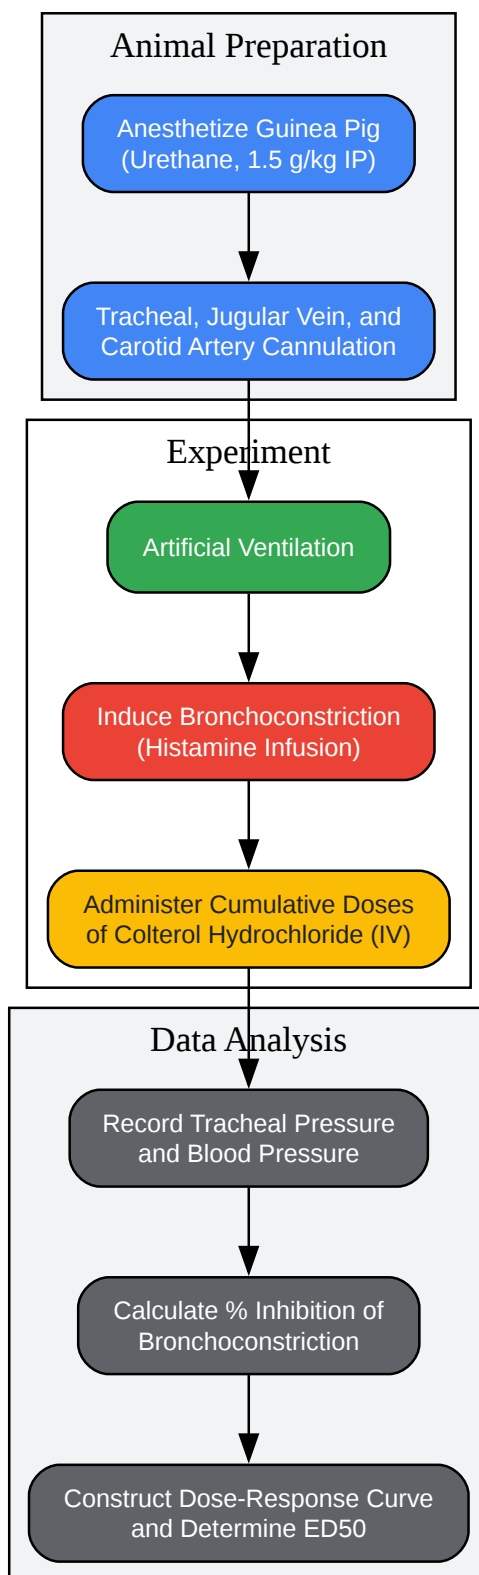 Animal Preparation
Anesthetize Guinea Pig
(Urethane, 1.5 g/kg IP)
Tracheal, Jugular Vein, and
Carotid Artery Cannulation
Experiment
Artificial Ventilation
Induce Bronchoconstriction
(Histamine Infusion)
Administer Cumulative Doses
of Colterol Hydrochloride (IV)
Data Analysis
Record Tracheal Pressure
and Blood Pressure
Calculate % Inhibition of
Bronchoconstriction
Construct Dose-Response Curve
and Determine ED50